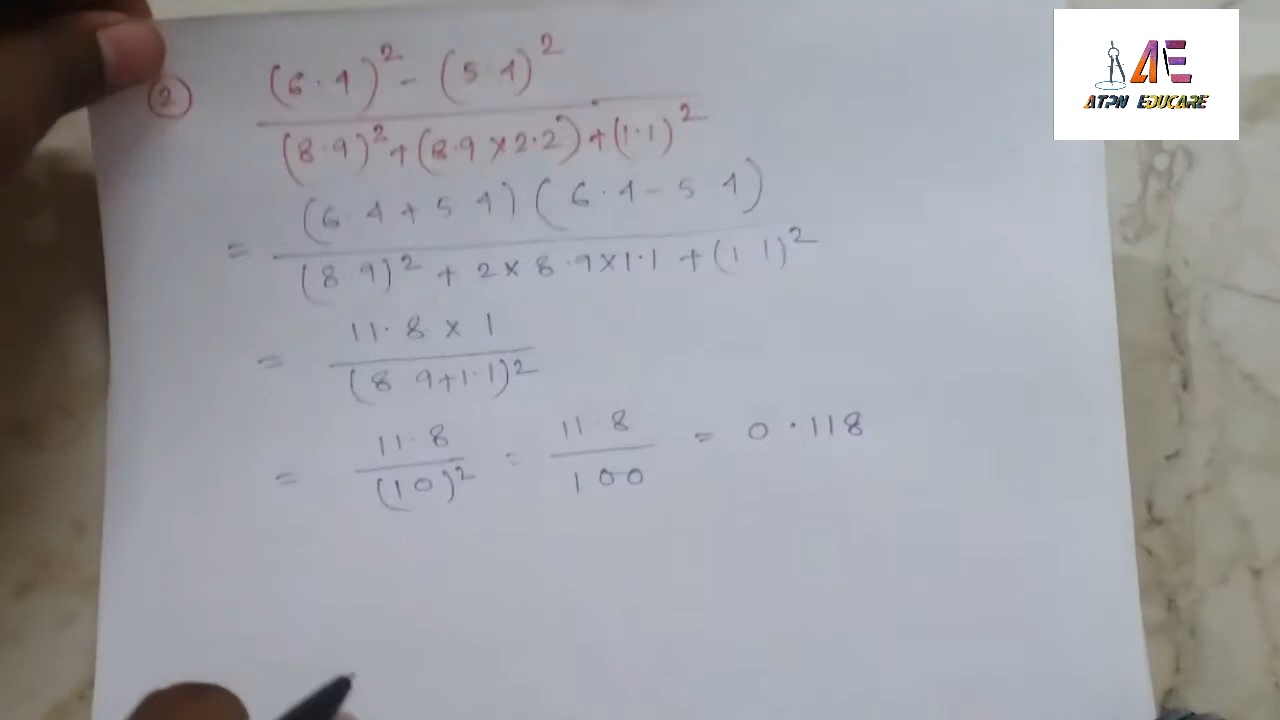 AE
ATPN EDUCARE
(2) ((6.4)^2 - (5.4)^2) / ((8.9)^2 + (8.9 × 2.2) + (1.1)^2)
= ((6.4 + 5.4) (6.4 - 5.4)) / ((8.9)^2 + 2 × 8.9 × 1.1 + (1.1)^2)
= (11.8 × 1) / (8.9 + 1.1)^2
= 11.8 / (10)^2 = 11.8 / 100 = 0.118